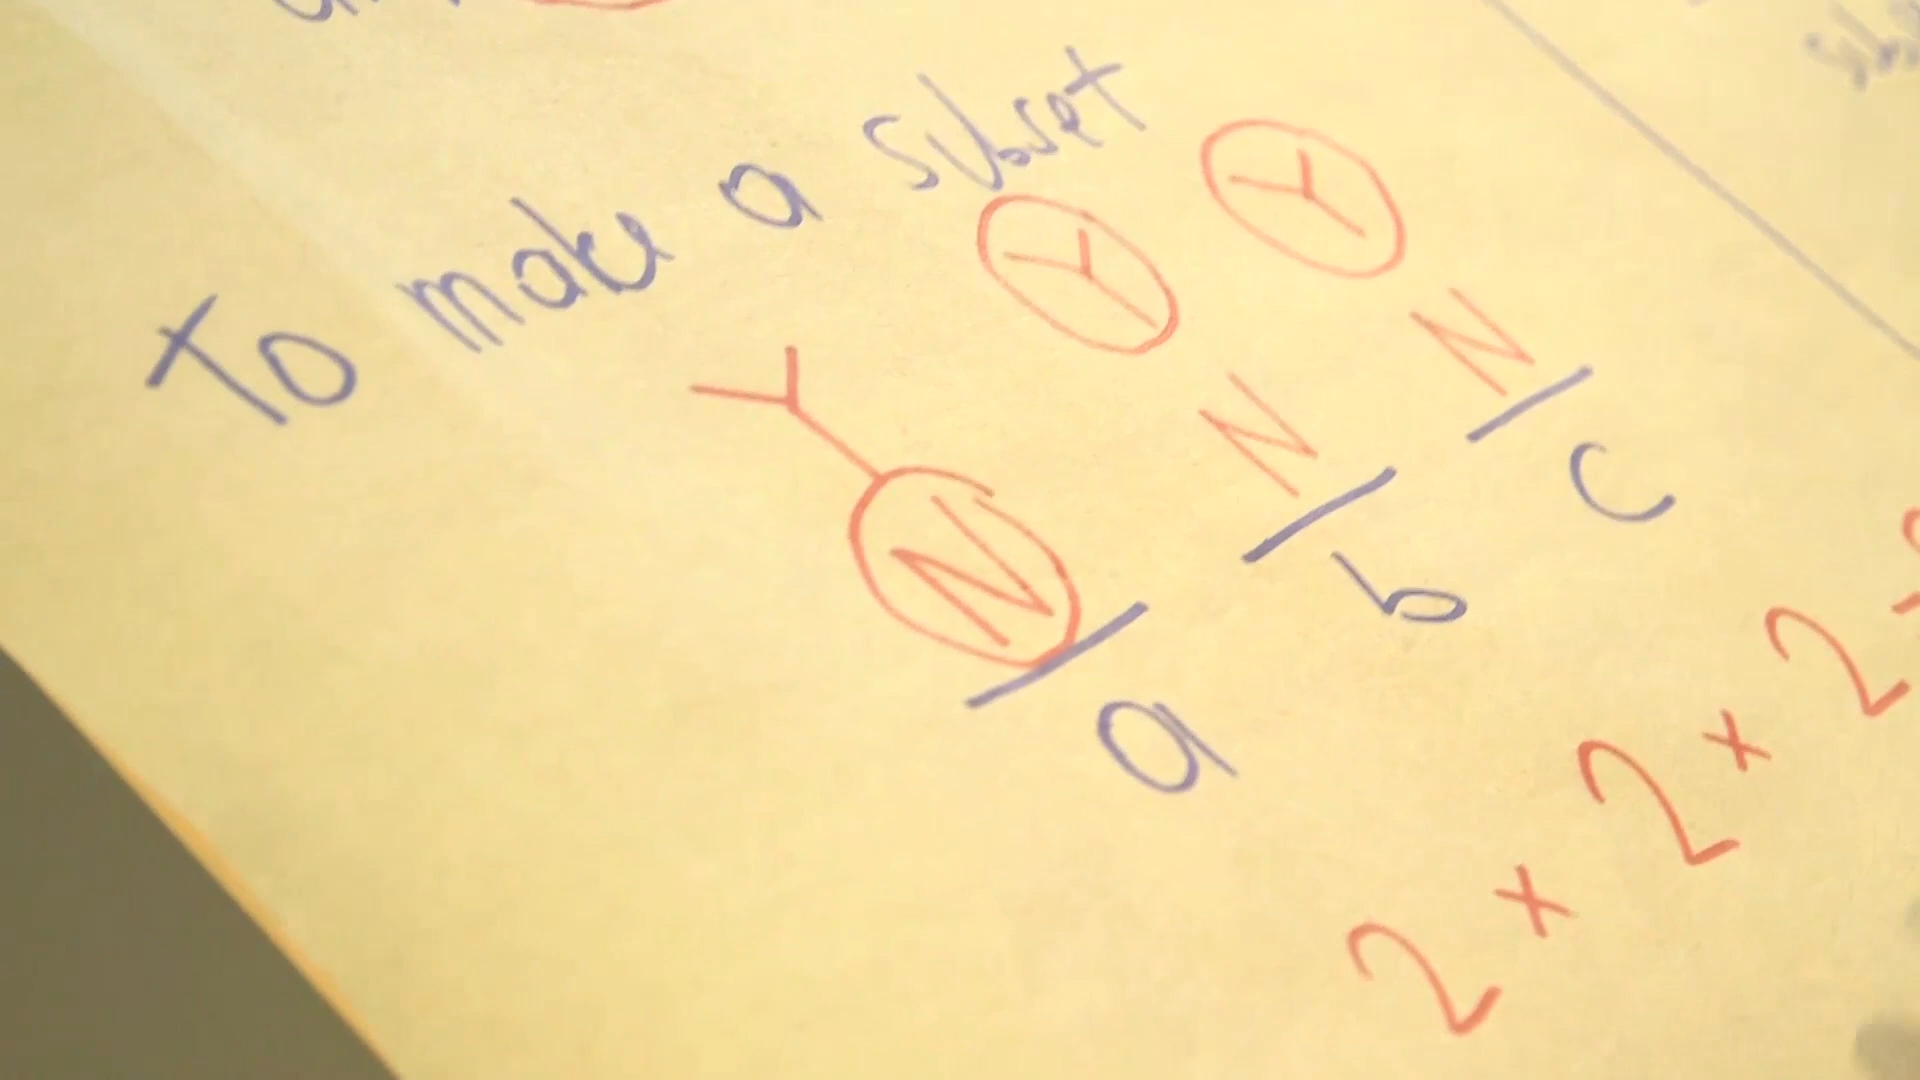 To make a subset
Y Y Y
N N N
a b c
2 × 2 × 2